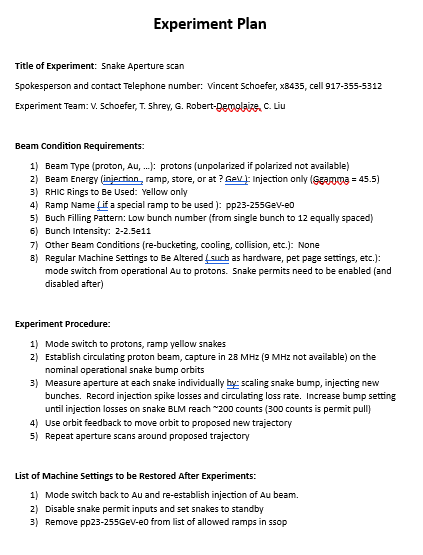 Experiment Plan
Title of Experiment: Snake Aperture scan
Spokesperson and contact Telephone number: Vincent Schoefer, x8435, cell 917-355-5312
Experiment Team: V. Schoefer, T. Shrey, G. Robert-Demolaize, C. Liu
Beam Condition Requirements:
1) Beam Type (proton, Au, …): protons (unpolarized if polarized not available)
2) Beam Energy (injection, ramp, store, or at ? GeV): Injection only (Ggamma = 45.5)
3) RHIC Rings to Be Used: Yellow only
4) Ramp Name (if a special ramp to be used ): pp23-255GeV-e0
5) Buch Filling Pattern: Low bunch number (from single bunch to 12 equally spaced)
6) Bunch Intensity: 2-2.5e11
7) Other Beam Conditions (re-bucketing, cooling, collision, etc.): None
8) Regular Machine Settings to Be Altered (such as hardware, pet page settings, etc.):
mode switch from operational Au to protons. Snake permits need to be enabled (and
disabled after)
Experiment Procedure:
1) Mode switch to protons, ramp yellow snakes
2) Establish circulating proton beam, capture in 28 MHz (9 MHz not available) on the
nominal operational snake bump orbits
3) Measure aperture at each snake individually by: scaling snake bump, injecting new
bunches. Record injection spike losses and circulating loss rate. Increase bump setting
until injection losses on snake BLM reach ~200 counts (300 counts is permit pull)
4) Use orbit feedback to move orbit to proposed new trajectory
5) Repeat aperture scans around proposed trajectory
List of Machine Settings to be Restored After Experiments:
1) Mode switch back to Au and re-establish injection of Au beam.
2) Disable snake permit inputs and set snakes to standby
3) Remove pp23-255GeV-e0 from list of allowed ramps in ssop